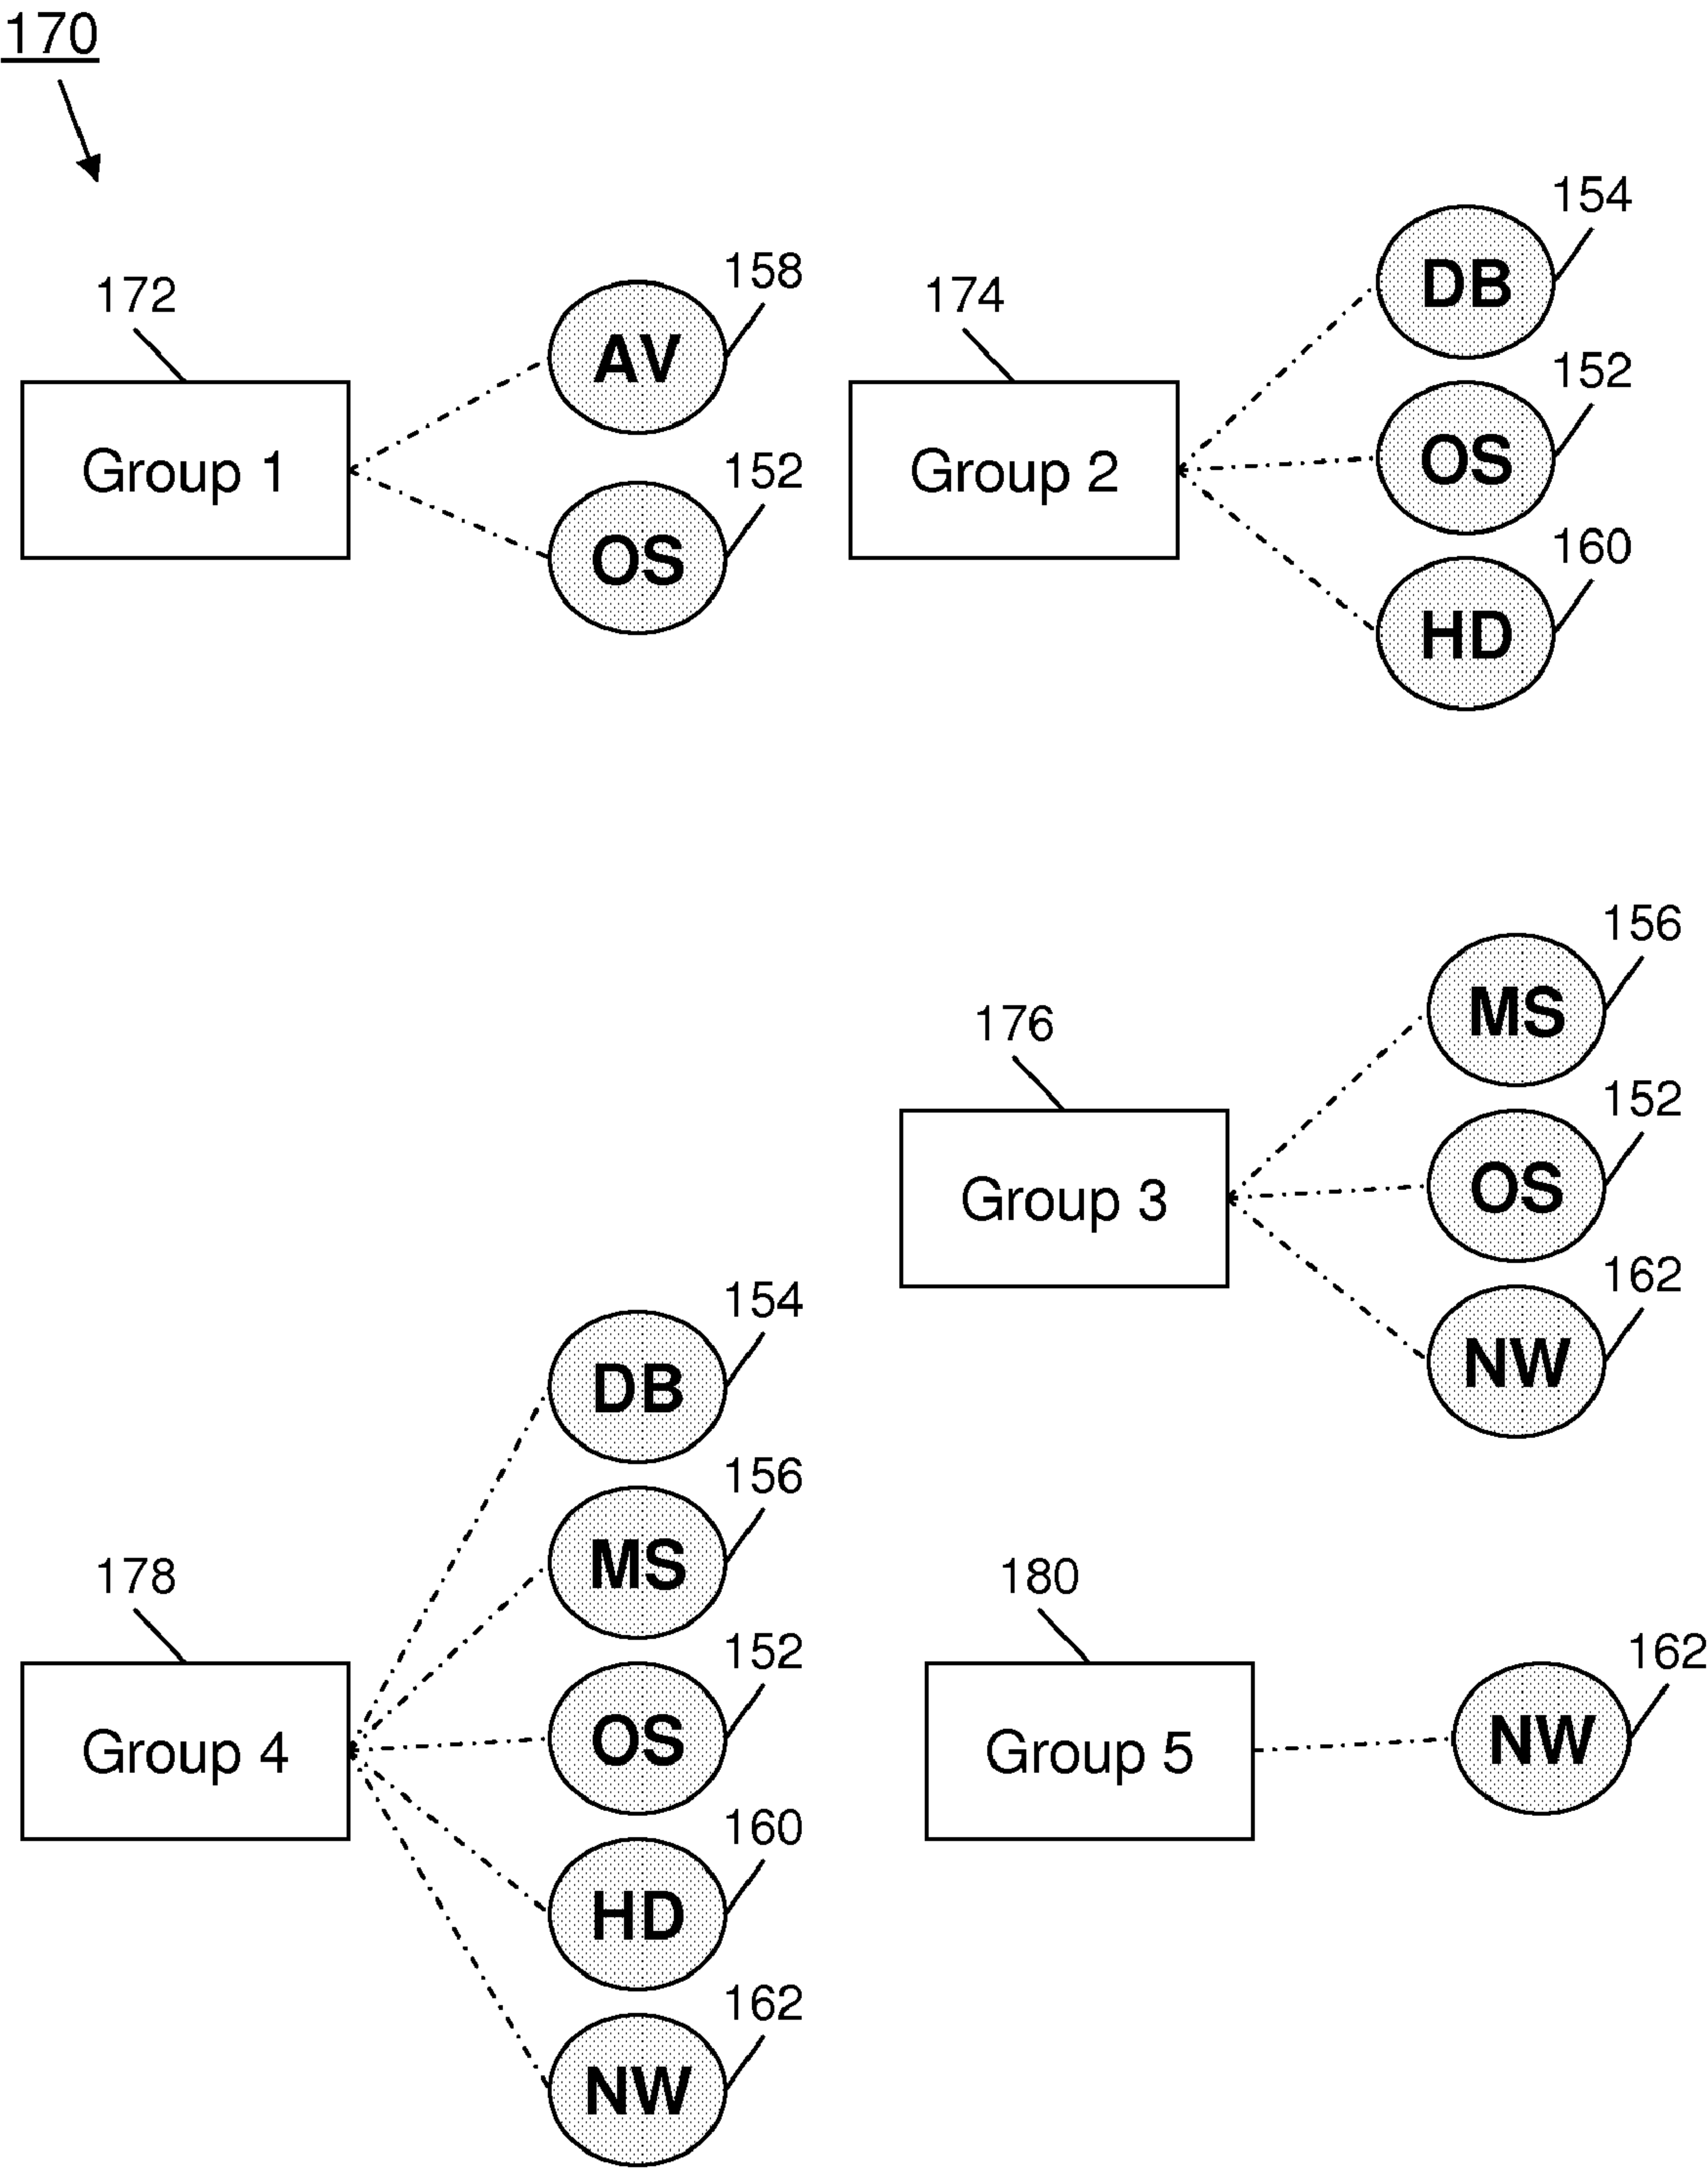 170
172
Group 1
158
AV
152
OS
174
Group 2
154
DB
152
OS
160
HD
176
Group 3
156
MS
152
OS
162
NW
178
Group 4
154
DB
156
MS
152
OS
160
HD
162
NW
180
Group 5
162
NW